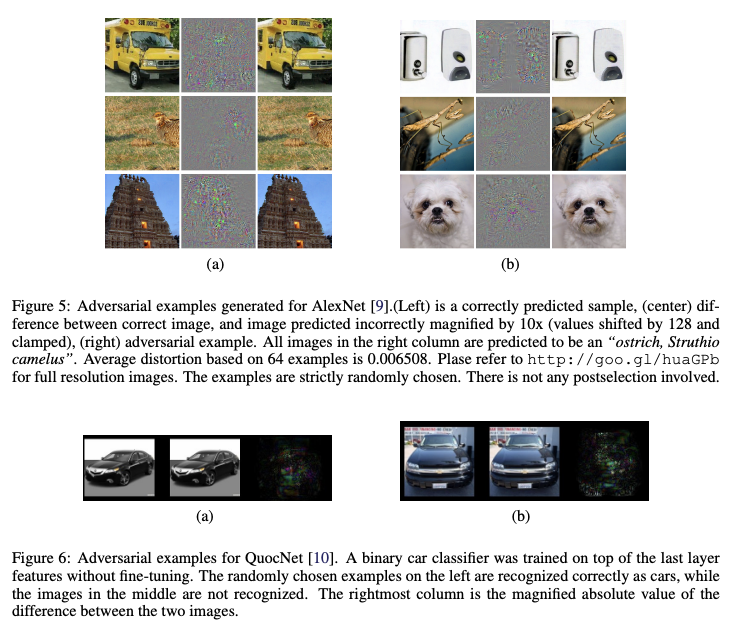 (a)
(b)
Figure 5: Adversarial examples generated for AlexNet [9].(Left) is a correctly predicted sample, (center) dif-
ference between correct image, and image predicted incorrectly magnified by 10x (values shifted by 128 and
clamped), (right) adversarial example. All images in the right column are predicted to be an “ostrich, Struthio
camelus”. Average distortion based on 64 examples is 0.006508. Plase refer to http://goo.gl/huaGPb
for full resolution images. The examples are strictly randomly chosen. There is not any postselection involved.
(a)
(b)
Figure 6: Adversarial examples for QuocNet [10]. A binary car classifier was trained on top of the last layer
features without fine-tuning. The randomly chosen examples on the left are recognized correctly as cars, while
the images in the middle are not recognized. The rightmost column is the magnified absolute value of the
difference between the two images.